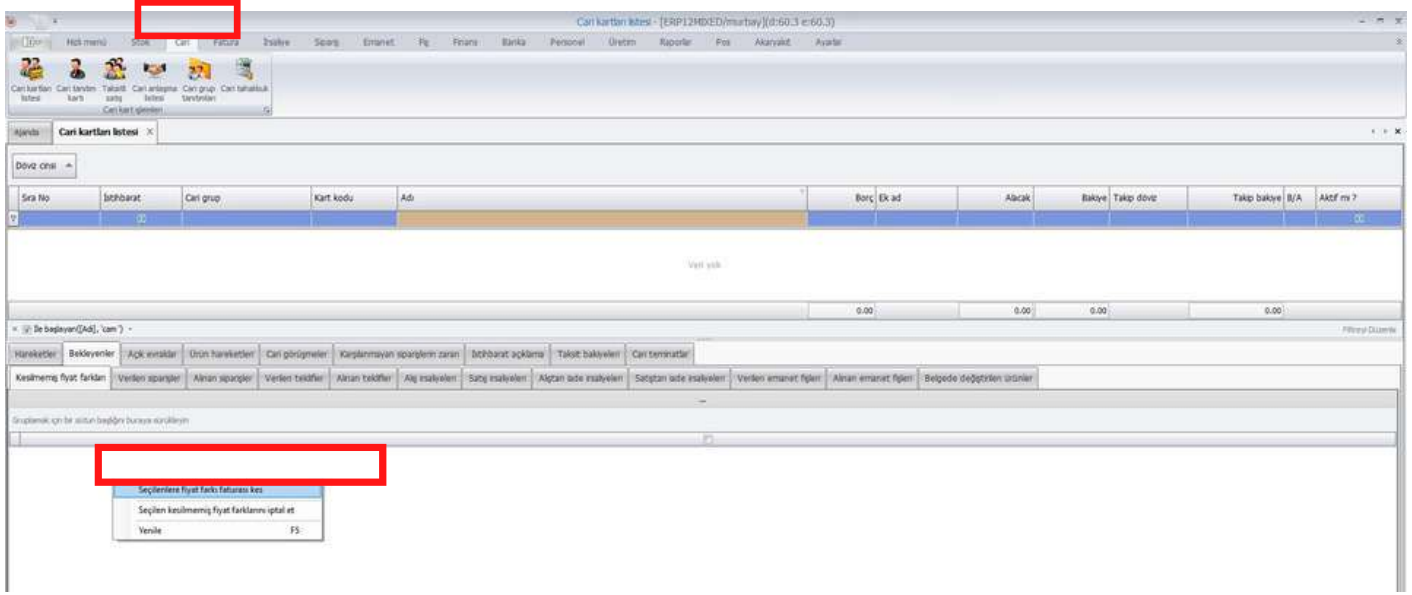 Cari kartları listesi - [ERP12MIXED/murbay](d:60.3 e:60.3)
Hızlı menü Stok Cari Fatura İrsaliye Sipariş Emanet Fiş Finans Banka Personel Üretim Raporlar Pos Akaryakıt Ayarlar
Cari kartları listesi
Cari tanıtım kartı
Taksitli satış
Cari anlaşma listesi
Cari grup tanıtımları
Cari tahakkuk
Cari kart işlemleri
Ajanda Cari kartları listesi
Döviz cinsi
Sıra No İstihbarat Cari grup Kart kodu Adı Borç Ek ad Alacak Bakiye Takip döviz Takip bakiye B/A Aktif mi ?
Veri yok
0.00 0.00 0.00 0.00
İle başlayan([Adı], 'cam ') Filtreyi Düzenle
Hareketler Bekleyenler Açık evraklar Ürün hareketleri Cari görüşmeler Karşılanmayan siparişlerin zararı İstihbarat açıklama Taksit bakiyeleri Cari teminatlar
Kesilmemiş fiyat farkları Verilen siparişler Alınan siparişler Verilen teklifler Alınan teklifler Alış irsaliyeleri Satış irsaliyeleri Alıştan iade irsaliyeleri Satıştan iade irsaliyeleri Verilen emanet fişleri Alınan emanet fişleri Belgede değiştirilen ürünler
Gruplamak için bir sütun başlığını buraya sürükleyin
Seçilenlere fiyat farkı faturası kes
Seçilen kesilmemiş fiyat farklarını iptal et
Yenile F5